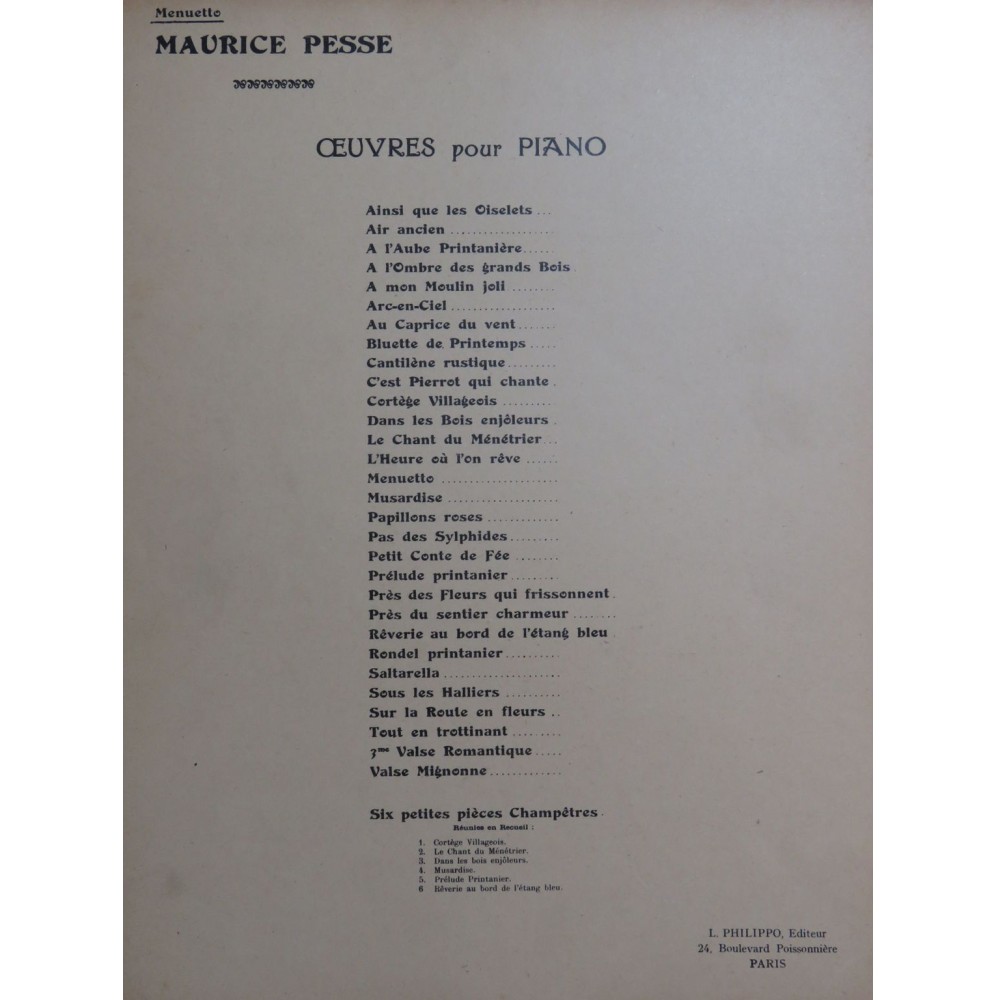 Menuetto
MAURICE PESSE
ŒUVRES pour PIANO
Ainsi que les Oiselets ...
Air ancien ..................
A l'Aube Printanière......
A l'Ombre des grands Bois .
A mon Moulin joli ........
Arc-en-Ciel ...................
Au Caprice du vent.......
Bluette de Printemps .....
Cantilène rustique.........
C'est Pierrot qui chante .
Cortège Villageois .........
Dans les Bois enjôleurs .
Le Chant du Ménétrier...
L'Heure où l'on rêve ......
Menuetto .....................
Musardise ....................
Papillons roses .............
Pas des Sylphides.........
Petit Conte de Fée ........
Prélude printanier.........
Près des Fleurs qui frissonnent .
Près du sentier charmeur ........
Rêverie au bord de l'étang bleu .
Rondel printanier..........
Saltarella.....................
Sous les Halliers ..........
Sur la Route en fleurs ..
Tout en trottinant .........
3me Valse Romantique .....
Valse Mignonne .............
Six petites pièces Champêtres .
Réunies en Recueil :
1. Cortège Villageois.
2. Le Chant du Ménétrier.
3. Dans les bois enjôleurs.
4. Musardise.
5. Prélude Printanier.
6 Rêverie au bord de l'étang bleu.
L. PHILIPPO, Editeur
24, Boulevard Poissonnière
PARIS